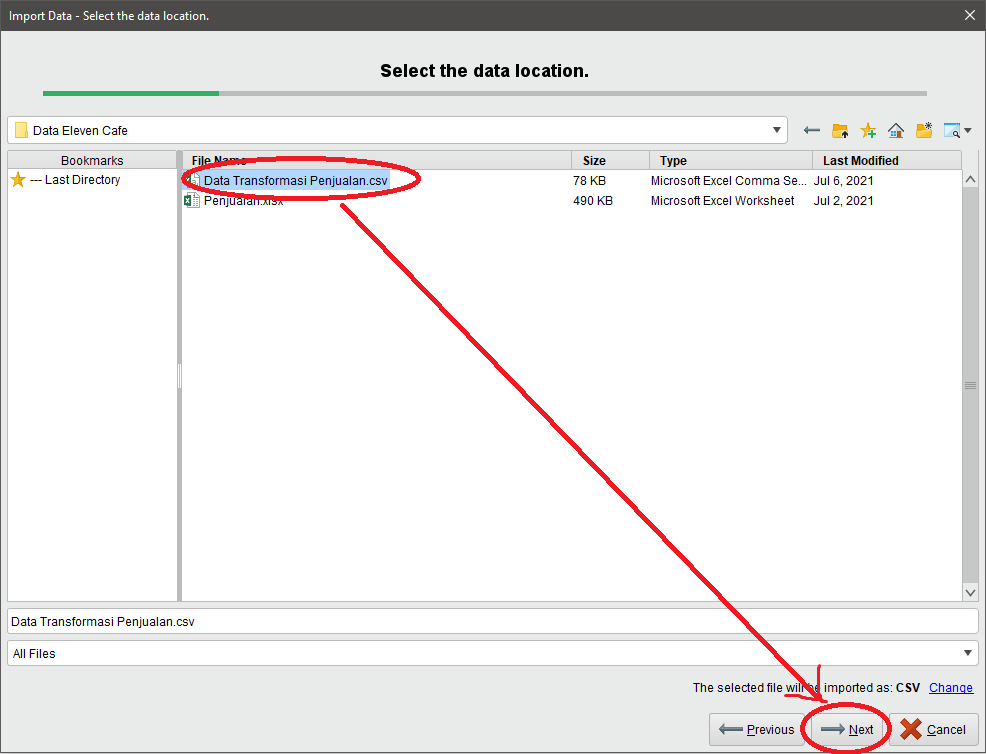 Import Data - Select the data location.
Select the data location.
Data Eleven Cafe
Bookmarks
File Name Size Type Last Modified
--- Last Directory
Data Transformasi Penjualan.csv 78 KB Microsoft Excel Comma Se... Jul 6, 2021
Penjualan.xlsx 490 KB Microsoft Excel Worksheet Jul 2, 2021
Data Transformasi Penjualan.csv
All Files
The selected file will be imported as: CSV Change
Previous Next Cancel